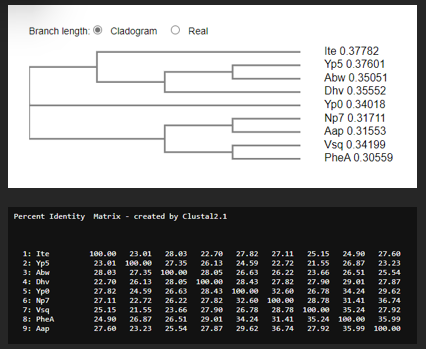 Branch length: Cladogram Real
Ite 0.37782
Yp5 0.37601
Abw 0.35051
Dhv 0.35552
Yp0 0.34018
Np7 0.31711
Aap 0.31553
Vsq 0.34199
PheA 0.30559
Percent Identity Matrix - created by Clustal2.1
1: Ite 100.00 23.01 28.03 22.70 27.82 27.11 25.15 24.90 27.60
2: Yp5 23.01 100.00 27.35 26.13 24.59 22.72 21.55 26.87 23.23
3: Abw 28.03 27.35 100.00 28.05 26.63 26.22 23.66 26.51 25.54
4: Dhv 22.70 26.13 28.05 100.00 28.43 27.82 27.90 29.01 27.87
5: Yp0 27.82 24.59 26.63 28.43 100.00 32.60 26.78 34.24 29.62
6: Np7 27.11 22.72 26.22 27.82 32.60 100.00 28.78 31.41 36.74
7: Vsq 25.15 21.55 23.66 27.90 26.78 28.78 100.00 35.24 27.92
8: PheA 24.90 26.87 26.51 29.01 34.24 31.41 35.24 100.00 35.99
9: Aap 27.60 23.23 25.54 27.87 29.62 36.74 27.92 35.99 100.00